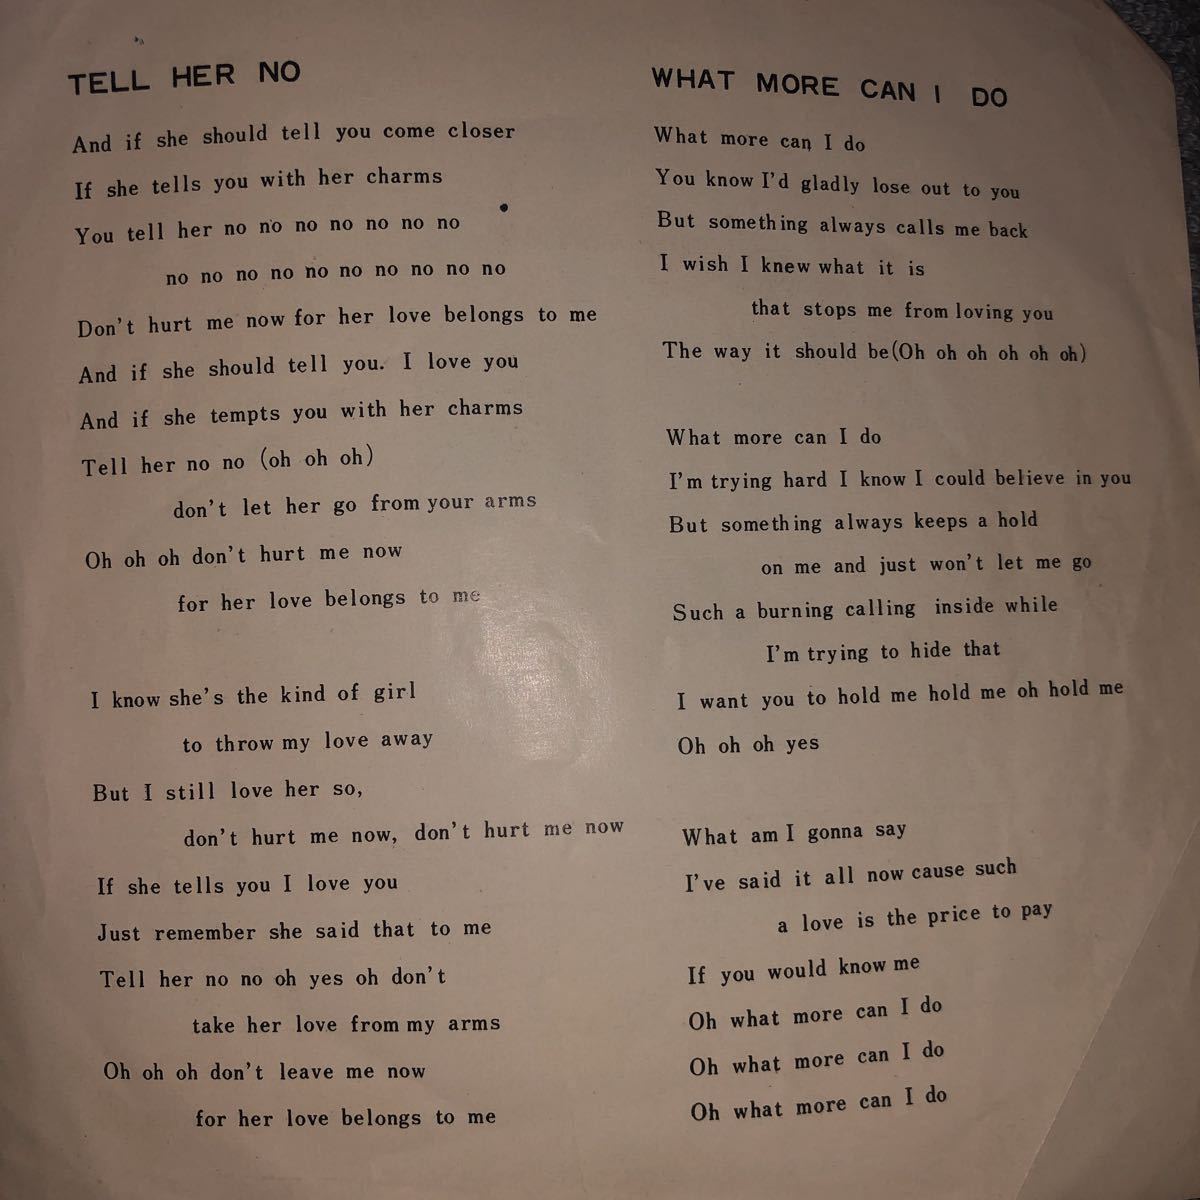 TELL HER NO
And if she should tell you come closer
If she tells you with her charms
You tell her no no no no no no no
no no no no no no no no no no
Don't hurt me now for her love belongs to me
And if she should tell you. I love you
And if she tempts you with her charms
Tell her no no (oh oh oh)
don't let her go from your arms
Oh oh oh don't hurt me now
for her love belongs to me
I know she's the kind of girl
to throw my love away
But I still love her so,
don't hurt me now, don't hurt me now
If she tells you I love you
Just remember she said that to me
Tell her no no oh yes oh don't
take her love from my arms
Oh oh oh don't leave me now
for her love belongs to me
WHAT MORE CAN I DO
What more can I do
You know I'd gladly lose out to you
But something always calls me back
I wish I knew what it is
that stops me from loving you
The way it should be(Oh oh oh oh oh oh)
What more can I do
I'm trying hard I know I could believe in you
But something always keeps a hold
on me and just won't let me go
Such a burning calling inside while
I'm trying to hide that
I want you to hold me hold me oh hold me
Oh oh oh yes
What am I gonna say
I've said it all now cause such
a love is the price to pay
If you would know me
Oh what more can I do
Oh what more can I do
Oh what more can I do